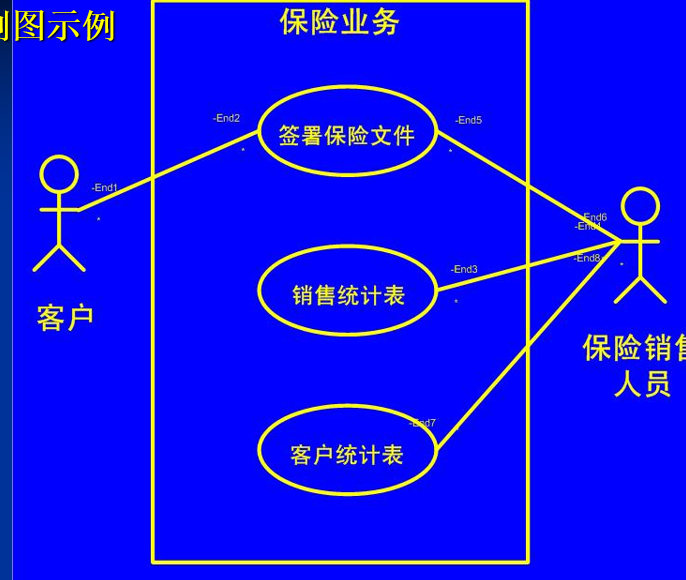 图示例
保险业务
-End2
签署保险文件
-End5
-End1
-End6
-End4
-End8
-End3
销售统计表
客户
保险销售
人员
-End7
客户统计表